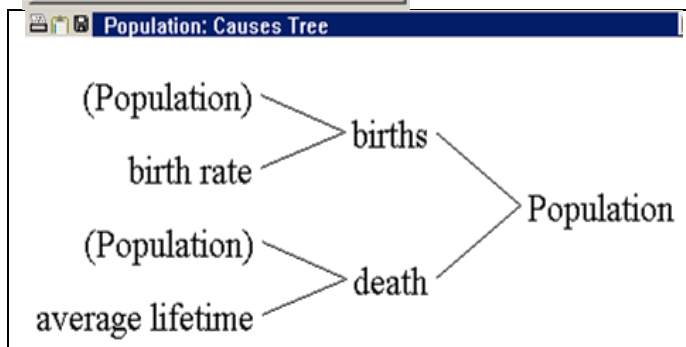 Population: Causes Tree
(Population)
births
birth rate
Population
(Population)
death
average lifetime